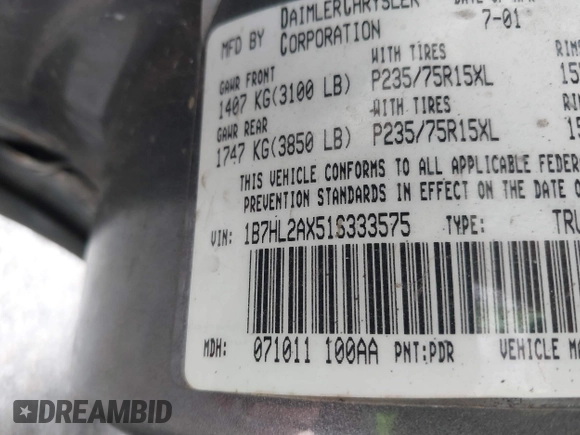 MFD BY DAIMLERCHRYSLER CORPORATION
7-01
GAWR FRONT WITH TIRES RIMS
1407 KG(3100 LB) P235/75R15XL
GAWR REAR WITH TIRES
1747 KG(3850 LB) P235/75R15XL
THIS VEHICLE CONFORMS TO ALL APPLICABLE
PREVENTION STANDARDS IN EFFECT ON THE DATE
VIN: 1B7HL2AX51S333575 TYPE:
MDH: 071011 100AA PNT:PDR VEHICLE
DREAMBID